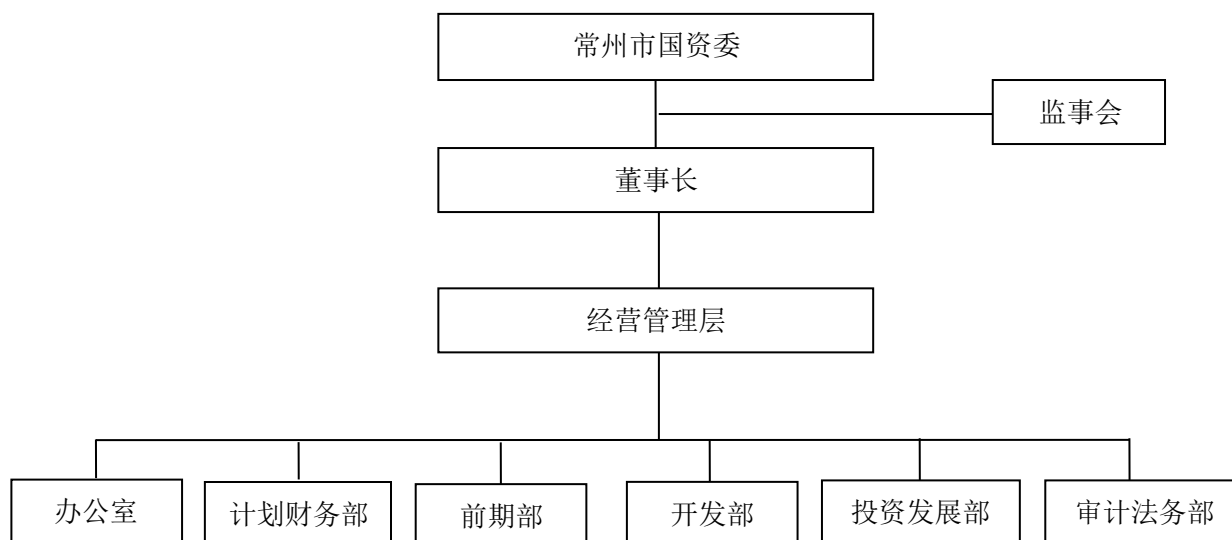 常州市国资委
监事会
董事长
经营管理层
办公室
计划财务部
前期部
开发部
投资发展部
审计法务部